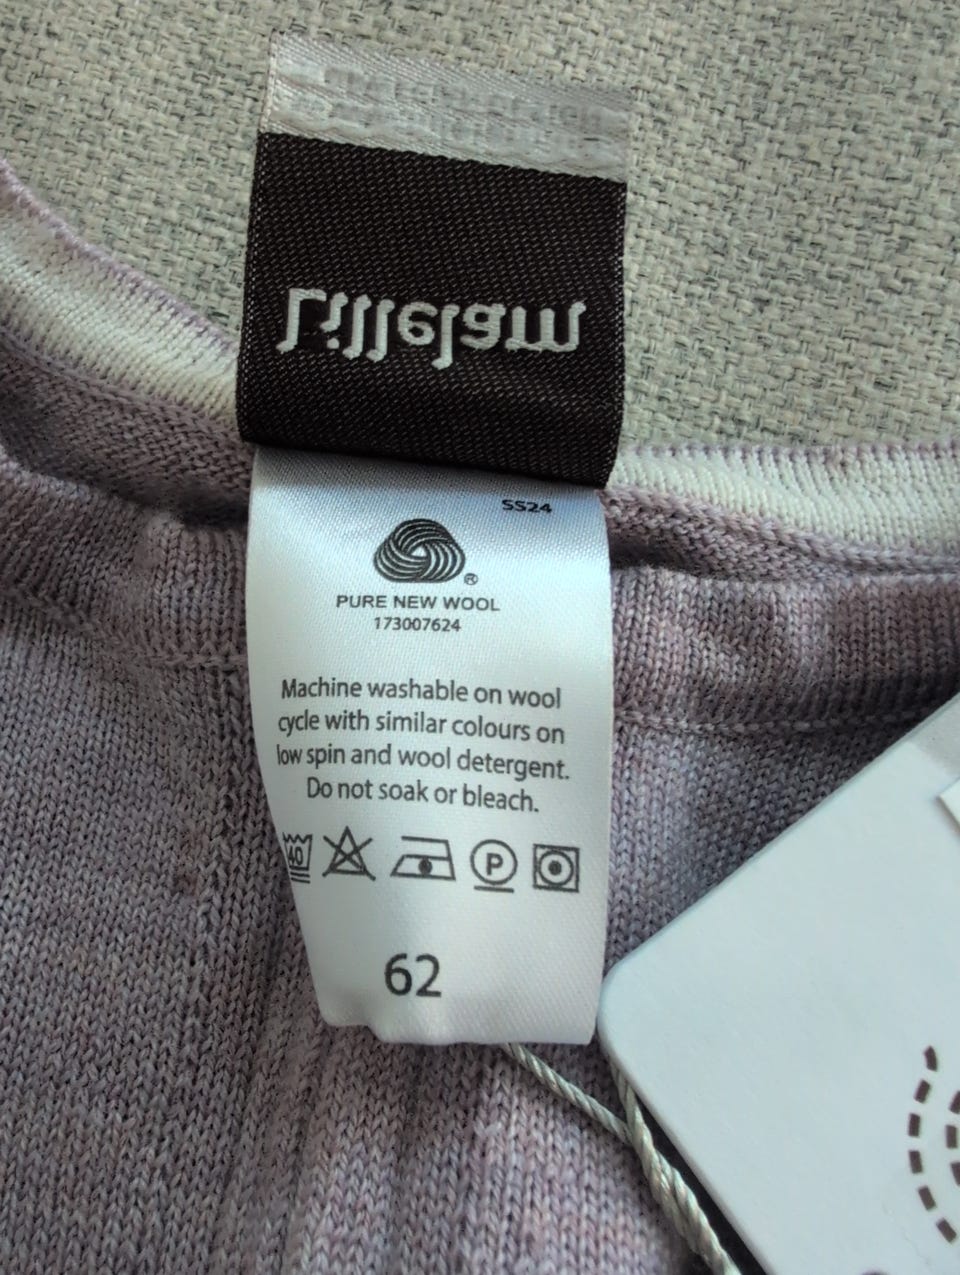 Lillelam
SS24
®
PURE NEW WOOL
173007624
Machine washable on wool
cycle with similar colours on
low spin and wool detergent.
Do not soak or bleach.
40 P
62